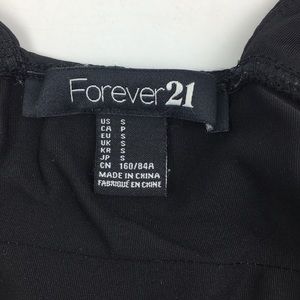 Forever21
US S
CA P
EU S
UK S
KR S
JP S
CN 160/84A
MADE IN CHINA
FABRIQUÉ EN CHINE